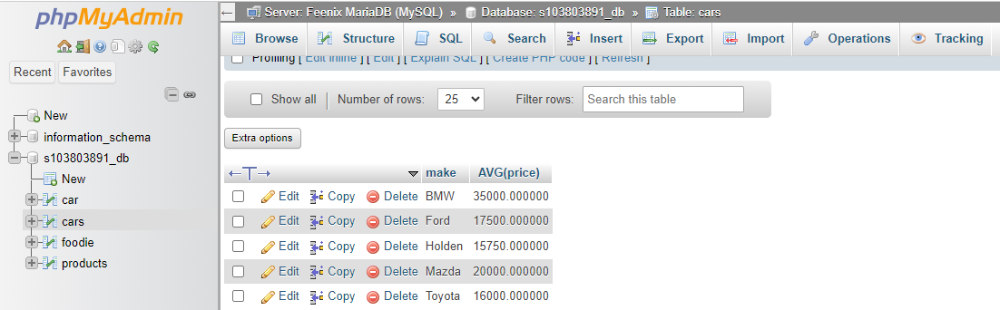 phpMyAdmin
Recent Favorites
New
information_schema
s103803891_db
New
car
cars
foodie
products
Server: Feenix MariaDB (MySQL) » Database: s103803891_db » Table: cars
Browse Structure SQL Search Insert Export Import Operations Tracking
Profiling [ Edit inline ] [ Edit ] [ Explain SQL ] [ Create PHP code ] [ Refresh ]
Show all Number of rows: 25 Filter rows: Search this table
Extra options
make AVG(price)
Edit Copy Delete BMW 35000.000000
Edit Copy Delete Ford 17500.000000
Edit Copy Delete Holden 15750.000000
Edit Copy Delete Mazda 20000.000000
Edit Copy Delete Toyota 16000.000000